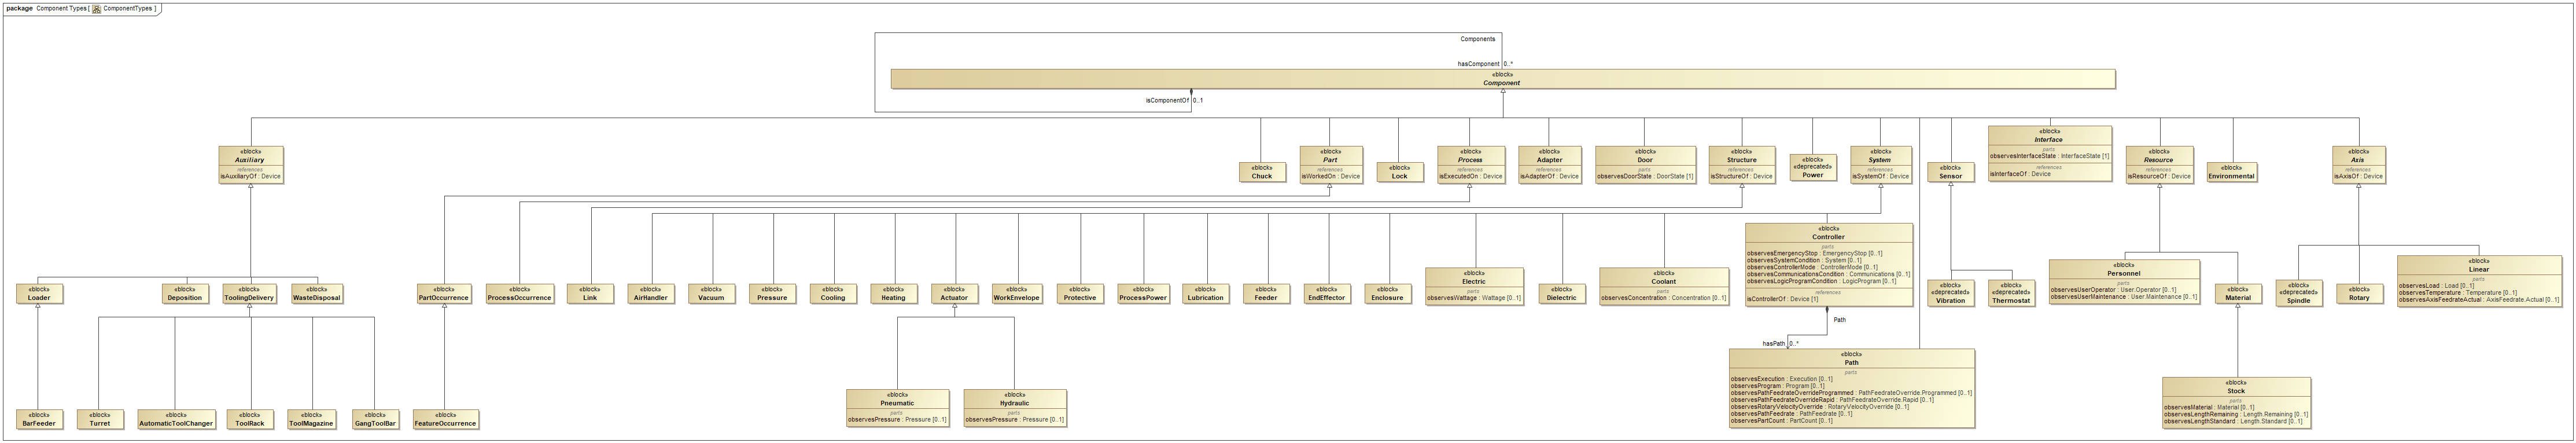 package Component Types [ ComponentTypes ]
Components
hasComponent 0..*
«block»
Component
isComponentOf 0..1
«block»
Auxiliary
references
isAuxiliaryOf : Device
«block»
Chuck
«block»
Part
references
isWorkedOn : Device
«block»
Lock
«block»
Process
references
isExecutedOn : Device
«block»
Adapter
references
isAdapterOf : Device
«block»
Door
parts
observesDoorState : DoorState [1]
«block»
Structure
references
isStructureOf : Device
«block»
«deprecated»
Power
«block»
System
references
isSystemOf : Device
«block»
Sensor
«block»
Interface
parts
observesInterfaceState : InterfaceState [1]
references
isInterfaceOf : Device
«block»
Resource
references
isResourceOf : Device
«block»
Environmental
«block»
Axis
references
isAxisOf : Device
«block»
Loader
«block»
Deposition
«block»
ToolingDelivery
«block»
WasteDisposal
«block»
PartOccurrence
«block»
ProcessOccurrence
«block»
Link
«block»
AirHandler
«block»
Vacuum
«block»
Pressure
«block»
Cooling
«block»
Heating
«block»
Actuator
«block»
WorkEnvelope
«block»
Protective
«block»
ProcessPower
«block»
Lubrication
«block»
Feeder
«block»
EndEffector
«block»
Enclosure
«block»
Electric
parts
observesWattage : Wattage [0..1]
«block»
Dielectric
«block»
Coolant
parts
observesConcentration : Concentration [0..1]
«block»
Controller
parts
observesEmergencyStop : EmergencyStop [0..1]
observesSystemCondition : System [0..1]
observesControllerMode : ControllerMode [0..1]
observesCommunicationsCondition : Communications [0..1]
observesLogicProgramCondition : LogicProgram [0..1]
references
isControllerOf : Device [1]
«block»
«deprecated»
Vibration
«block»
«deprecated»
Thermostat
«block»
Personnel
parts
observesUserOperator : User.Operator [0..1]
observesUserMaintenance : User.Maintenance [0..1]
«block»
Material
«block»
«deprecated»
Spindle
«block»
Rotary
«block»
Linear
parts
observesLoad : Load [0..1]
observesTemperature : Temperature [0..1]
observesAxisFeedrateActual : AxisFeedrate.Actual [0..1]
Path
hasPath 0..*
«block»
BarFeeder
«block»
Turret
«block»
AutomaticToolChanger
«block»
ToolRack
«block»
ToolMagazine
«block»
GangToolBar
«block»
FeatureOccurrence
«block»
Pneumatic
parts
observesPressure : Pressure [0..1]
«block»
Hydraulic
parts
observesPressure : Pressure [0..1]
«block»
Path
parts
observesExecution : Execution [0..1]
observesProgram : Program [0..1]
observesPathFeedrateOverrideProgrammed : PathFeedrateOverride.Programmed [0..1]
observesPathFeedrateOverrideRapid : PathFeedrateOverride.Rapid [0..1]
observesRotaryVelocityOverride : RotaryVelocityOverride [0..1]
observesPathFeedrate : PathFeedrate [0..1]
observesPartCount : PartCount [0..1]
«block»
Stock
parts
observesMaterial : Material [0..1]
observesLengthRemaining : Length.Remaining [0..1]
observesLengthStandard : Length.Standard [0..1]